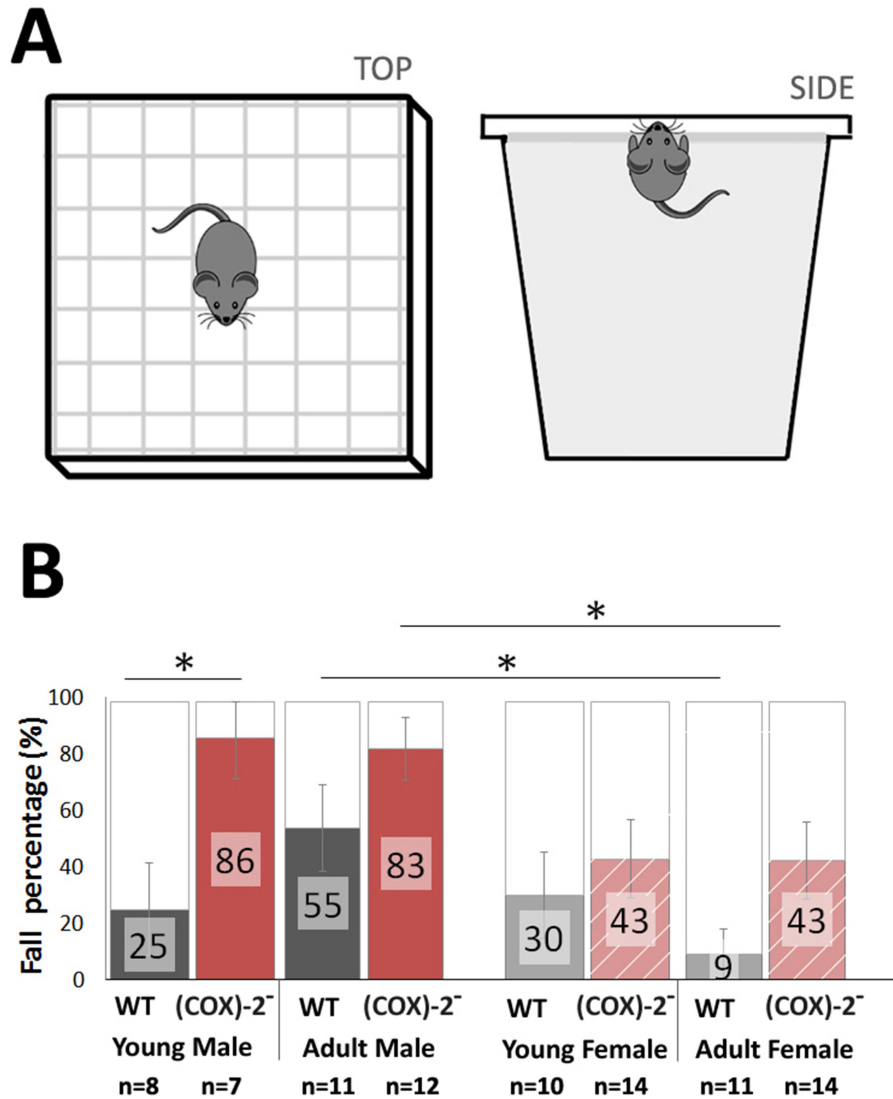 A
TOP
SIDE
B
*
*
*
Fall percentage (%)
100
80
60
40
20
0
25
86
55
83
30
43
9
43
WT (COX)-2⁻ WT (COX)-2⁻ WT (COX)-2⁻ WT (COX)-2⁻
Young Male Adult Male Young Female Adult Female
n=8 n=7 n=11 n=12 n=10 n=14 n=11 n=14